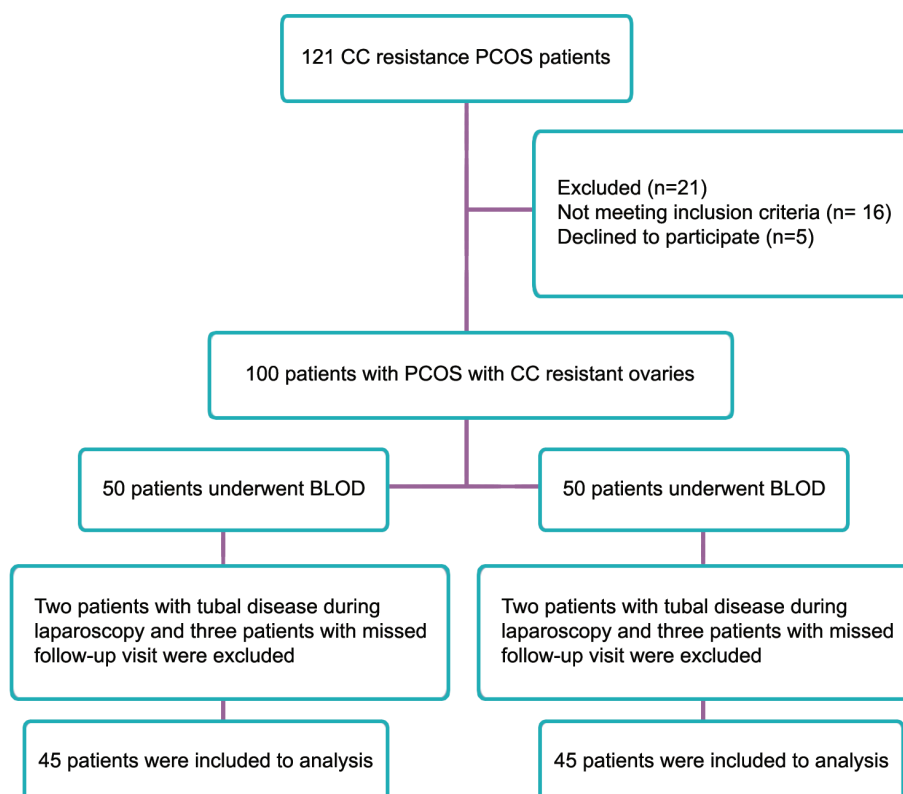 121 CC resistance PCOS patients
Excluded (n=21)
Not meeting inclusion criteria (n= 16)
Declined to participate (n=5)
100 patients with PCOS with CC resistant ovaries
50 patients underwent BLOD
50 patients underwent BLOD
Two patients with tubal disease during
laparoscopy and three patients with missed
follow-up visit were excluded
Two patients with tubal disease during
laparoscopy and three patients with missed
follow-up visit were excluded
45 patients were included to analysis
45 patients were included to analysis